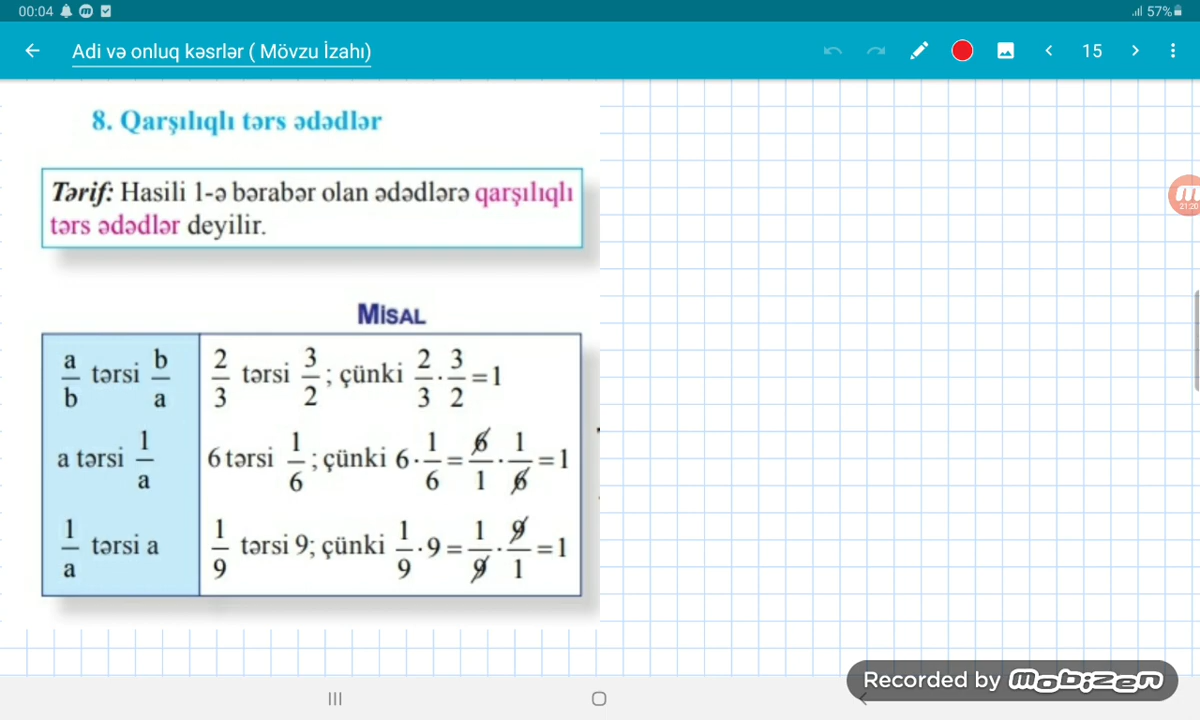 00:04 57%
Adi və onluq kəsrlər ( Mövzu İzahı) 15
8. Qarşılıqlı tərs ədədlər
Tərif: Hasili 1-ə bərabər olan ədədlərə qarşılıqlı
tərs ədədlər deyilir.
21:20
MİSAL
a/b tərsi b/a 2/3 tərsi 3/2; çünki 2/3 · 3/2 = 1
a tərsi 1/a 6 tərsi 1/6; çünki 6 · 1/6 = 6/1 · 1/6 = 1
1/a tərsi a 1/9 tərsi 9; çünki 1/9 · 9 = 1/9 · 9/1 = 1
Recorded by Mobizen